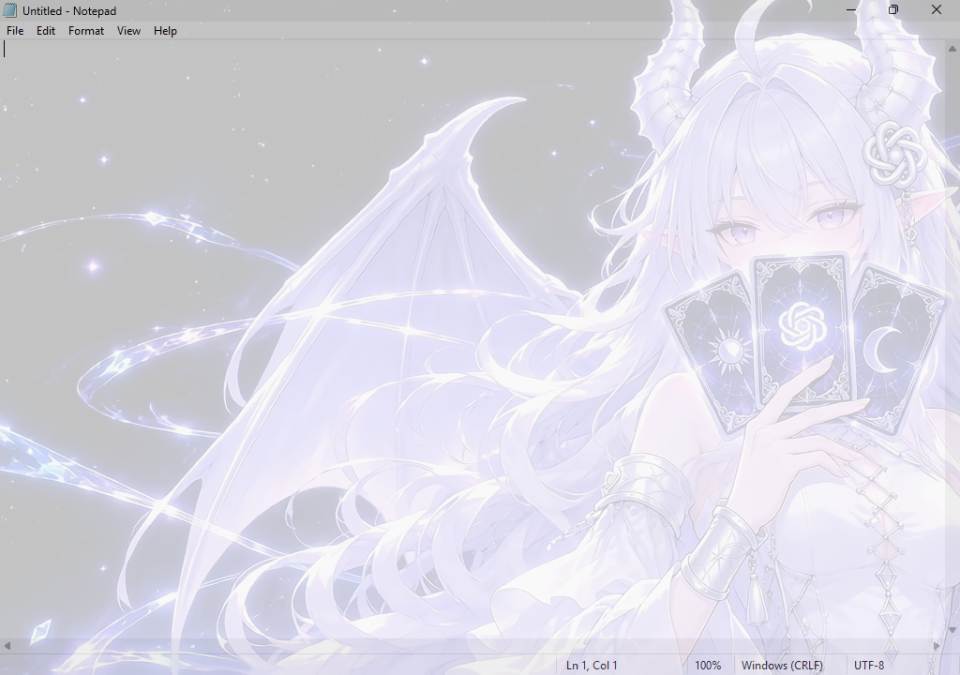 Untitled - Notepad
File Edit Format View Help
Ln 1, Col 1 100% Windows (CRLF) UTF-8